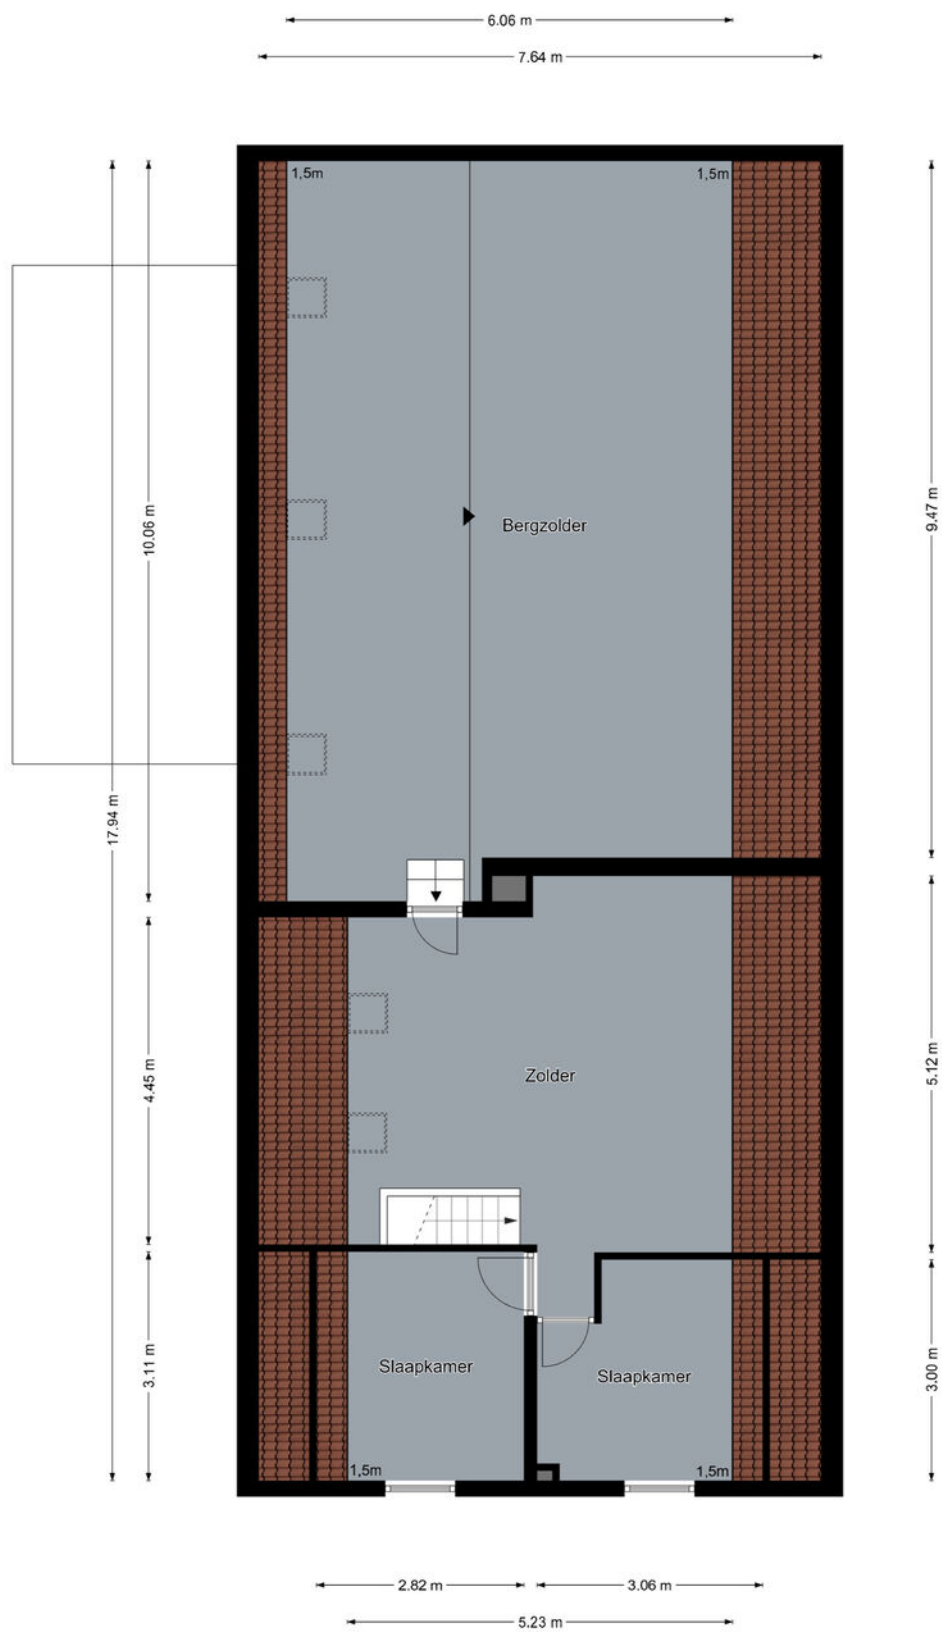 6.06 m
7.64 m
1,5m
1,5m
10.06 m
9.47 m
Bergzolder
17.94 m
4.45 m
5.12 m
Zolder
3.11 m
3.00 m
Slaapkamer
Slaapkamer
1,5m
1,5m
2.82 m
3.06 m
5.23 m